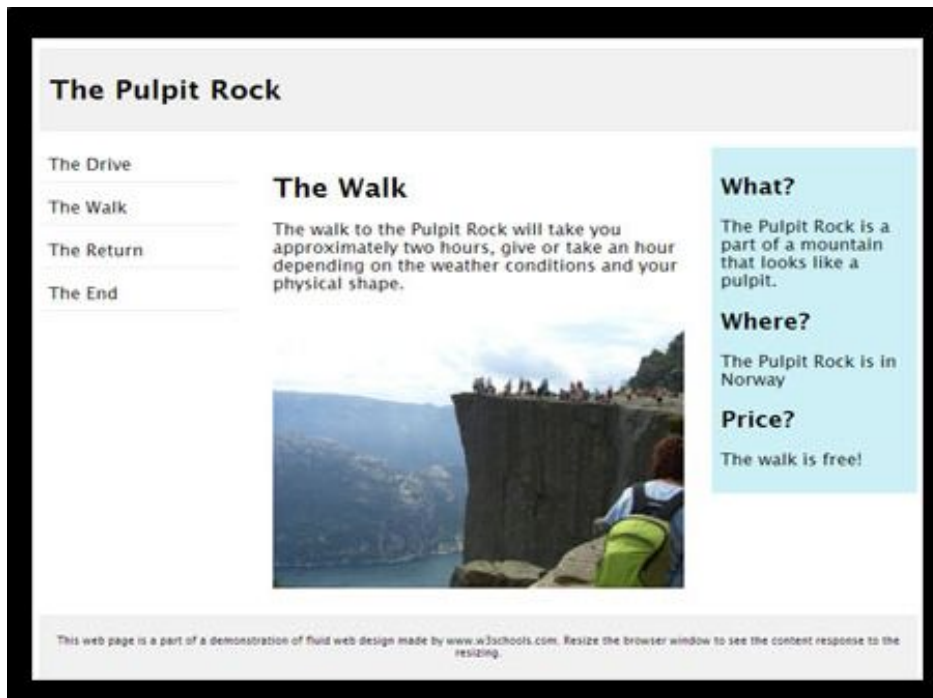 The Pulpit Rock
The Drive
The Walk
The Return
The End
The Walk
The walk to the Pulpit Rock will take you
approximately two hours, give or take an hour
depending on the weather conditions and your
physical shape.
What?
The Pulpit Rock is a
part of a mountain
that looks like a
pulpit.
Where?
The Pulpit Rock is in
Norway
Price?
The walk is free!
This web page is a part of a demonstration of fluid web design made by www.w3schools.com. Resize the browser window to see the content response to the
resizing.